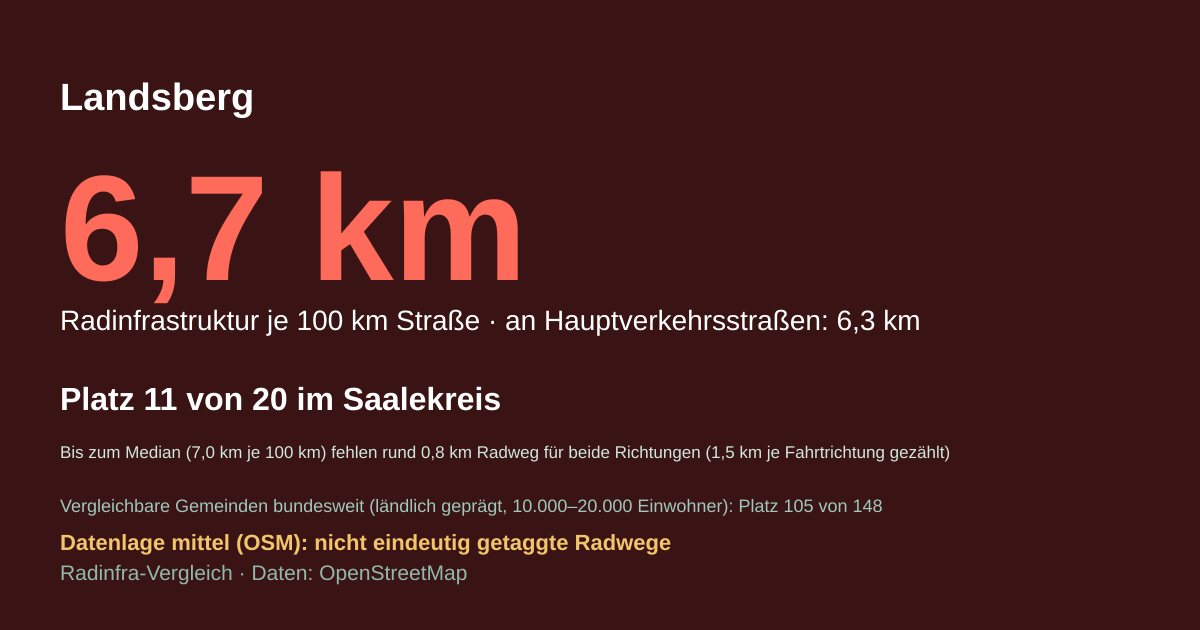 Landsberg
6,7 km
Radinfrastruktur je 100 km Straße · an Hauptverkehrsstraßen: 6,3 km
Platz 11 von 20 im Saalekreis
Bis zum Median (7,0 km je 100 km) fehlen rund 0,8 km Radweg für beide Richtungen (1,5 km je Fahrtrichtung gezählt)
Vergleichbare Gemeinden bundesweit (ländlich geprägt, 10.000–20.000 Einwohner): Platz 105 von 148
Datenlage mittel (OSM): nicht eindeutig getaggte Radwege
Radinfra-Vergleich · Daten: OpenStreetMap